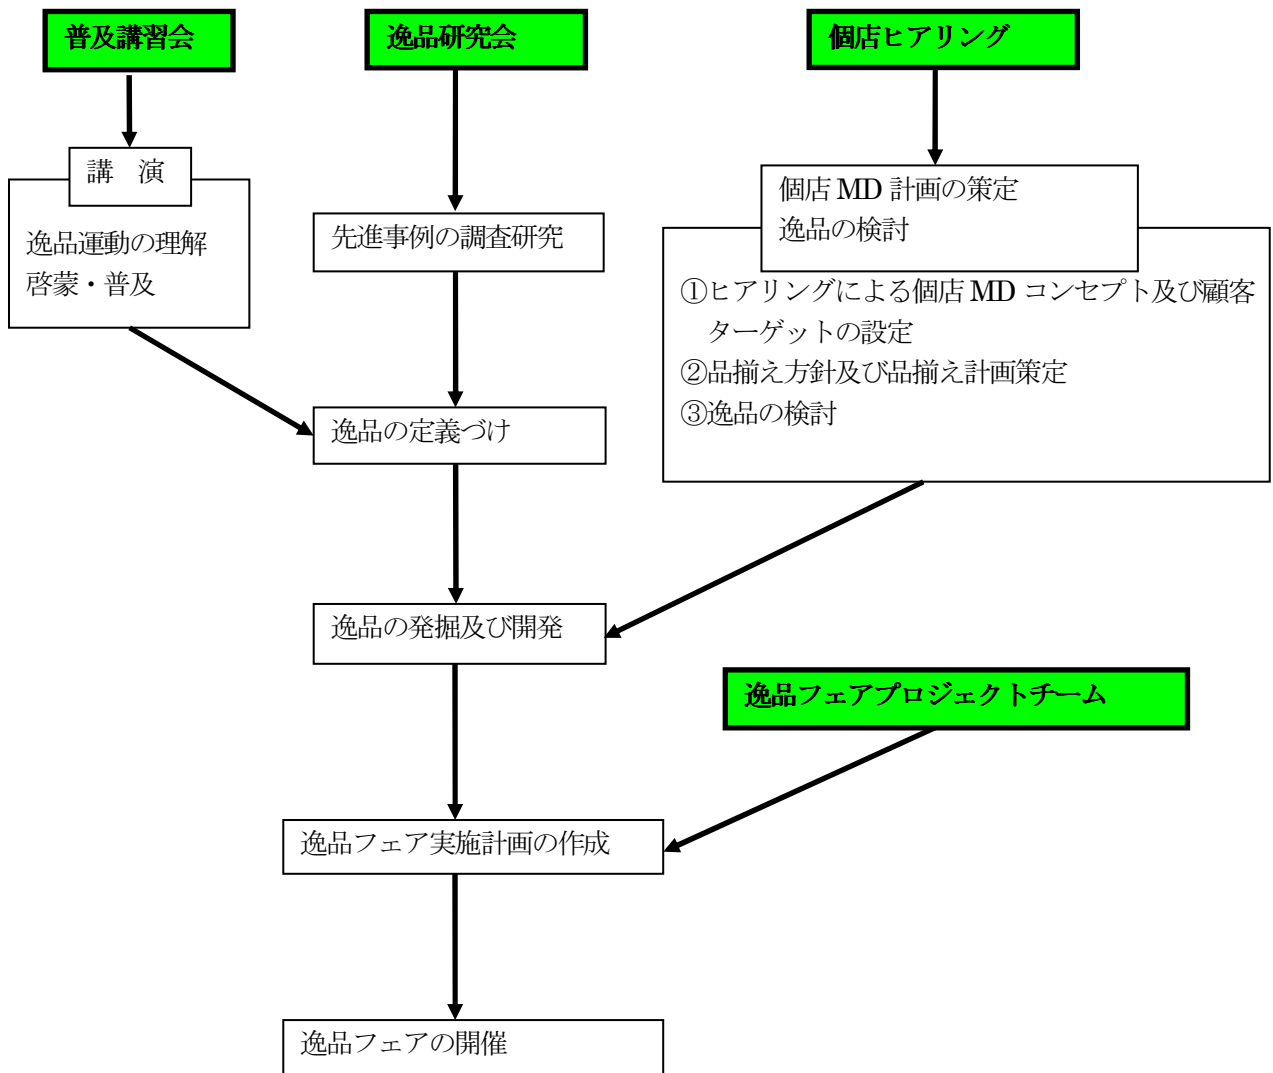 普及講習会
逸品研究会
個店ヒアリング
講　演
逸品運動の理解
啓蒙・普及
先進事例の調査研究
個店 MD 計画の策定
逸品の検討
①ヒアリングによる個店 MD コンセプト及び顧客
ターゲットの設定
②品揃え方針及び品揃え計画策定
③逸品の検討
逸品の定義づけ
逸品の発掘及び開発
逸品フェアプロジェクトチーム
逸品フェア実施計画の作成
逸品フェアの開催